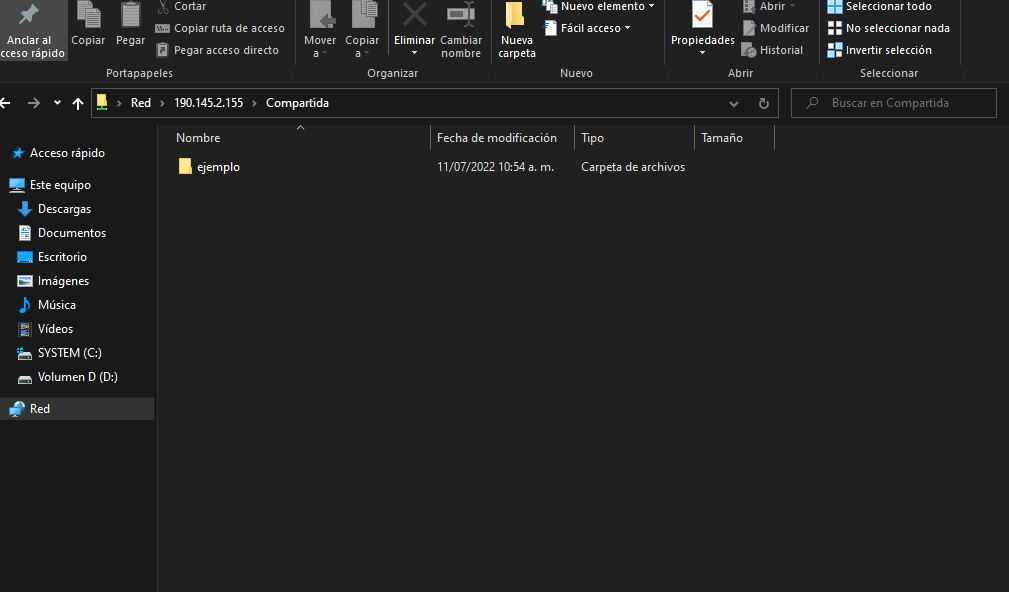 Anclar al
cceso rápido
Copiar
Pegar
Cortar
Copiar ruta de acceso
Pegar acceso directo
Portapapeles
Mover
a
Copiar
a
Eliminar
Cambiar
nombre
Organizar
Nueva
carpeta
Nuevo elemento
Fácil acceso
Nuevo
Propiedades
Abrir
Modificar
Historial
Abrir
Seleccionar todo
No seleccionar nada
Invertir selección
Seleccionar
Red > 190.145.2.155 > Compartida
Buscar en Compartida
Nombre Fecha de modificación Tipo Tamaño
ejemplo 11/07/2022 10:54 a. m. Carpeta de archivos
Acceso rápido
Este equipo
Descargas
Documentos
Escritorio
Imágenes
Música
Vídeos
SYSTEM (C:)
Volumen D (D:)
Red